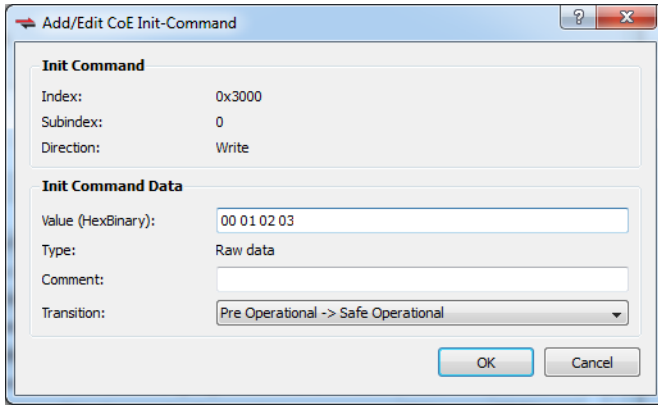 Add/Edit CoE Init-Command
Init Command
Index: 0x3000
Subindex: 0
Direction: Write
Init Command Data
Value (HexBinary): 00 01 02 03
Type: Raw data
Comment:
Transition: Pre Operational -> Safe Operational
OK Cancel